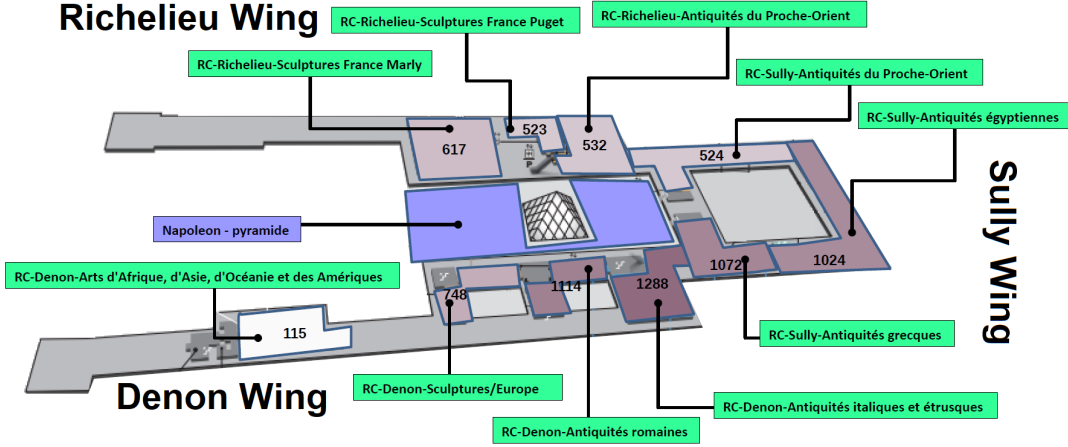 Richelieu Wing
RC-Richelieu-Sculptures France Puget
RC-Richelieu-Antiquités du Proche-Orient
RC-Richelieu-Sculptures France Marly
RC-Sully-Antiquités du Proche-Orient
RC-Sully-Antiquités égyptiennes
617
523
532
524
P
Sully Wing
Napoleon - pyramide
RC-Denon-Arts d'Afrique, d'Asie, d'Océanie et des Amériques
1072
1024
748
1114
1288
115
RC-Sully-Antiquités grecques
Denon Wing
RC-Denon-Sculptures/Europe
RC-Denon-Antiquités italiques et étrusques
RC-Denon-Antiquités romaines